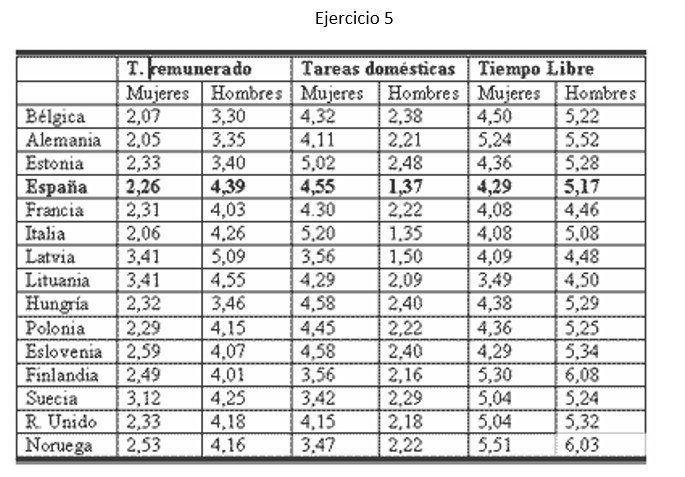 Ejercicio 5
T. remunerado Tareas domésticas Tiempo Libre
Mujeres Hombres Mujeres Hombres Mujeres Hombres
Bélgica 2,07 3,30 4,32 2,38 4,50 5,22
Alemania 2,05 3,35 4,11 2,21 5,24 5,52
Estonia 2,33 3,40 5,02 2,48 4,36 5,28
España 2,26 4,39 4,55 1,37 4,29 5,17
Francia 2,31 4,03 4.30 2,22 4,08 4,46
Italia 2,06 4,26 5,20 1,35 4,08 5,08
Latvia 3,41 5,09 3,56 1,50 4,09 4,48
Lituania 3,41 4,55 4,29 2,09 3,49 4,50
Hungría 2,32 3,46 4,58 2,40 4,38 5,29
Polonia 2,29 4,15 4,45 2,22 4,36 5,25
Eslovenia 2,59 4,07 4,58 2,40 4,29 5,34
Finlandia 2,49 4,01 3,56 2,16 5,30 6,08
Suecia 3,12 4,25 3,42 2,29 5,04 5,24
R. Unido 2,33 4,18 4,15 2,18 5,04 5,32
Noruega 2,53 4,16 3,47 2,22 5,51 6,03